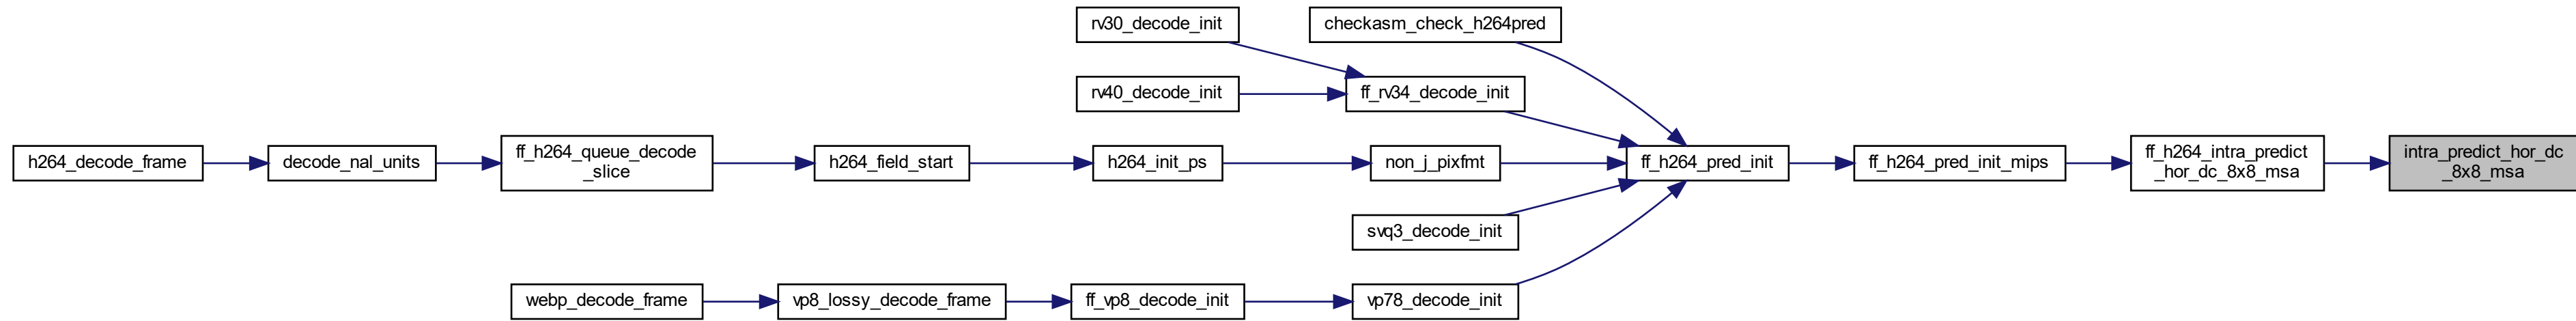 rv30_decode_init
checkasm_check_h264pred
rv40_decode_init
ff_rv34_decode_init
h264_decode_frame
decode_nal_units
ff_h264_queue_decode
_slice
h264_field_start
h264_init_ps
non_j_pixfmt
ff_h264_pred_init
ff_h264_pred_init_mips
ff_h264_intra_predict
_hor_dc_8x8_msa
intra_predict_hor_dc
_8x8_msa
svq3_decode_init
webp_decode_frame
vp8_lossy_decode_frame
ff_vp8_decode_init
vp78_decode_init